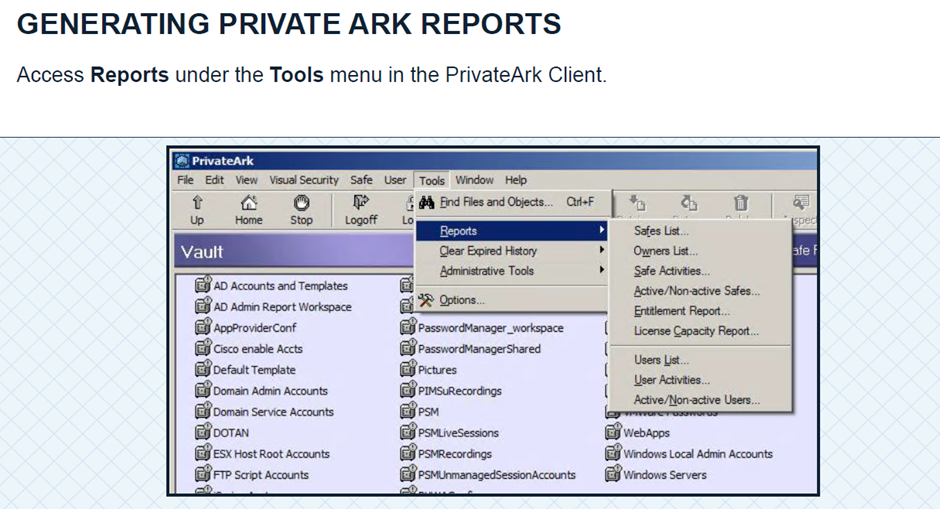 GENERATING PRIVATE ARK REPORTS
Access Reports under the Tools menu in the PrivateArk Client.
PrivateArk
File Edit View Visual Security Safe User Tools Window Help
Up Home Stop Logoff
Find Files and Objects... Ctrl+F
Reports
Clear Expired History
Administrative Tools
Options...
Safes List...
Owners List...
Safe Activities...
Active/Non-active Safes...
Entitlement Report...
License Capacity Report...
Users List...
User Activities...
Active/Non-active Users...
Vault
AD Accounts and Templates
AD Admin Report Workspace
AppProviderConf
Cisco enable Accts
Default Template
Domain Admin Accounts
Domain Service Accounts
DOTAN
ESX Host Root Accounts
FTP Script Accounts
PasswordManager_workspace
PasswordManagerShared
Pictures
PIMSuRecordings
PSM
PSMLiveSessions
PSMRecordings
PSMUnmanagedSessionAccounts
WebApps
Windows Local Admin Accounts
Windows Servers